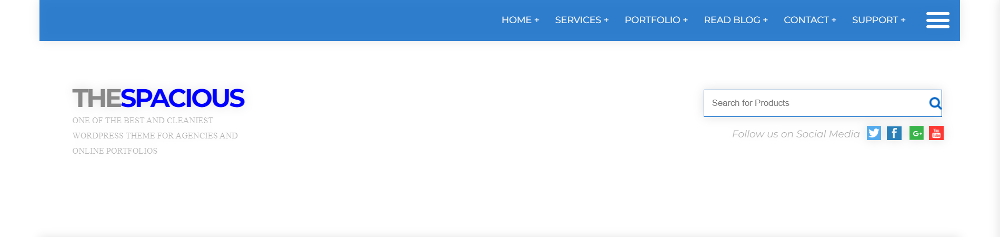 HOME + SERVICES + PORTFOLIO + READ BLOG + CONTACT + SUPPORT +
THESPACIOUS
ONE OF THE BEST AND CLEANIEST
WORDPRESS THEME FOR AGENCIES AND
ONLINE PORTFOLIOS
Search for Products
Follow us on Social Media f G+ You Tube